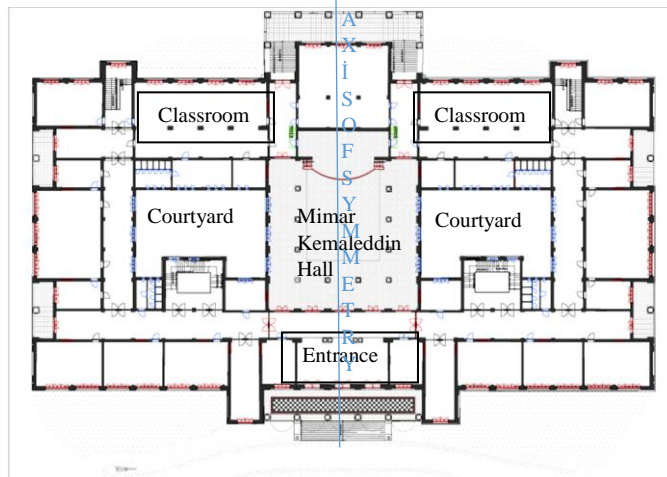 AXİS OF SYMMETRY
Classroom
Classroom
Courtyard
Mimar
Kemaleddin
Hall
Courtyard
Entrance